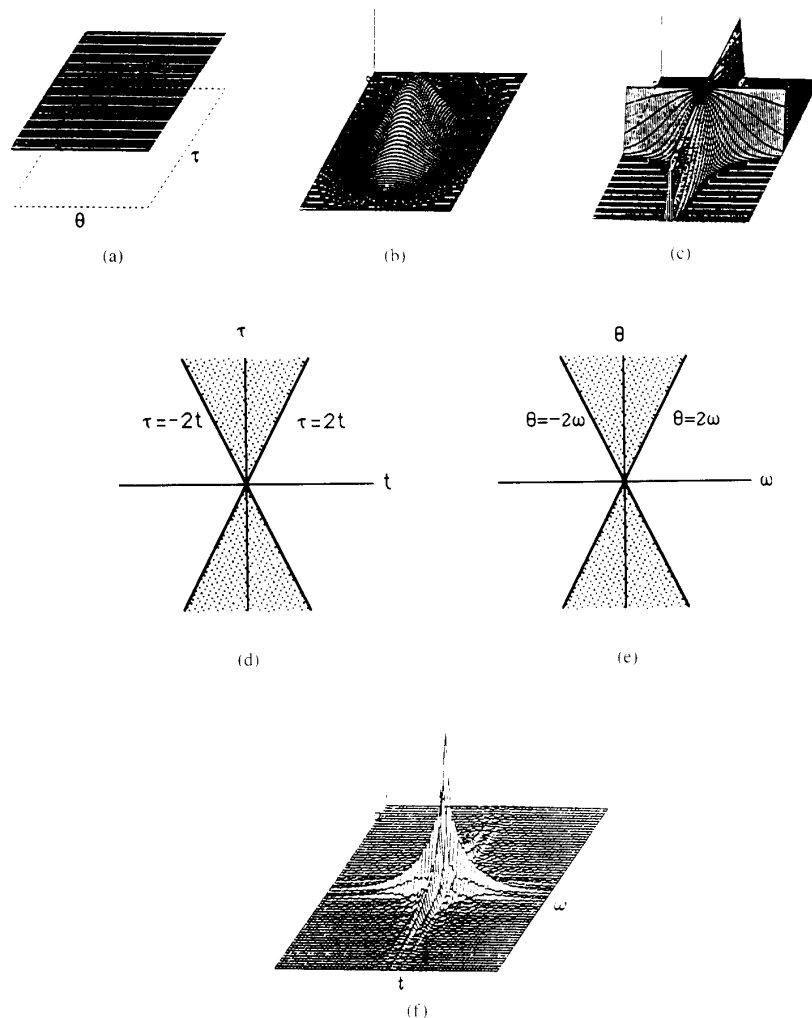 τ
θ
(a)
(b)
(c)
τ
τ=-2t
τ=2t
t
(d)
θ
θ=-2ω
θ=2ω
ω
(e)
ω
t
(f)